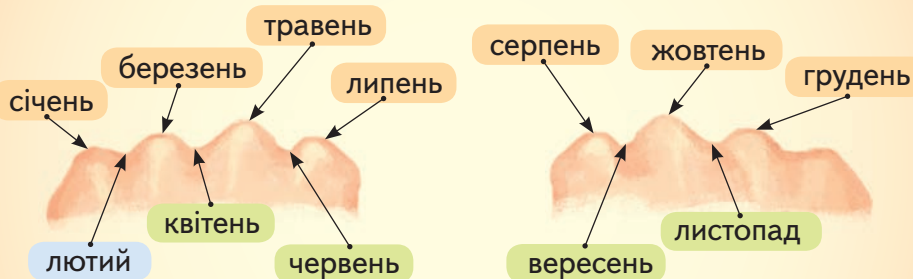 січень
лютий
березень
квітень
травень
червень
липень
серпень
вересень
жовтень
листопад
грудень